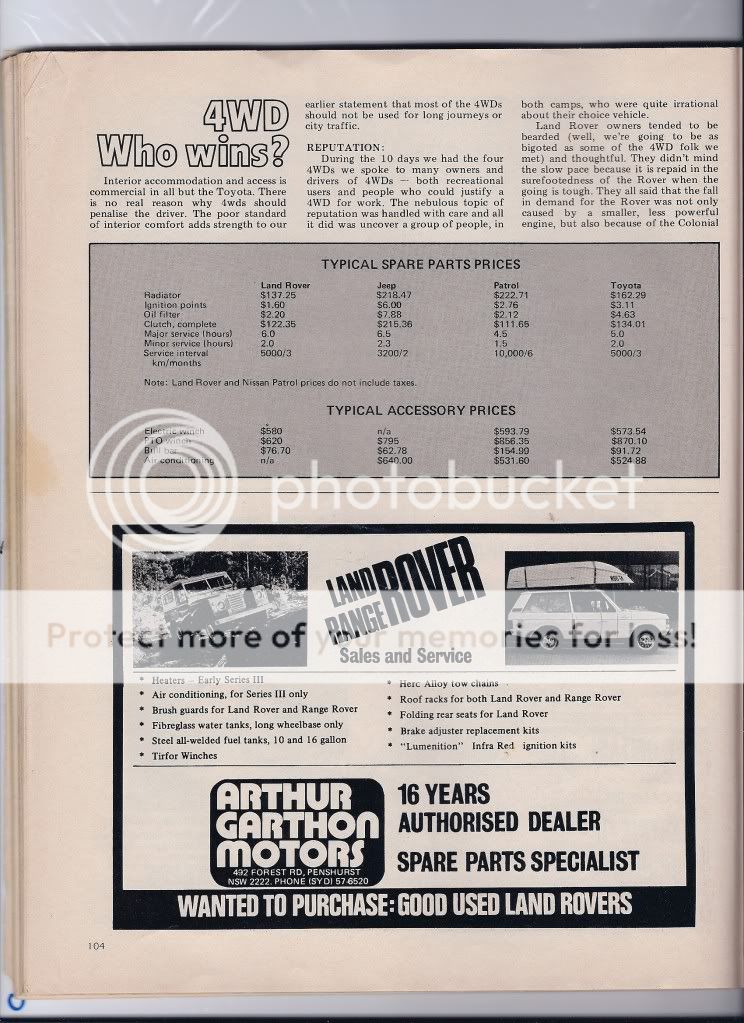 4WD
Who wins?
Interior accommodation and access is
commercial in all but the Toyota. There
is no real reason why 4wds should
penalise the driver. The poor standard
of interior comfort adds strength to our
earlier statement that most of the 4WDs
should not be used for long journeys or
city traffic.
REPUTATION:
During the 10 days we had the four
4WDs we spoke to many owners and
drivers of 4WDs — both recreational
users and people who could justify a
4WD for work. The nebulous topic of
reputation was handled with care and all
it did was uncover a group of people, in
both camps, who were quite irrational
about their choice vehicle.
Land Rover owners tended to be
bearded (well, we're going to be as
bigoted as some of the 4WD folk we
met) and thoughtful. They didn't mind
the slow pace because it is repaid in the
surefootedness of the Rover when the
going is tough. They all said that the fall
in demand for the Rover was not only
caused by a smaller, less powerful
engine, but also because of the Colonial
TYPICAL SPARE PARTS PRICES
Land Rover Jeep Patrol Toyota
Radiator $137.25 $218.47 $222.71 $162.29
Ignition points $1.60 $6.00 $2.76 $3.11
Oil filter $2.20 $7.88 $2.12 $4.63
Clutch, complete $122.35 $215.36 $111.65 $134.01
Major service (hours) 6.0 6.5 4.5 5.0
Minor service (hours) 2.0 2.3 1.5 2.0
Service interval 5000/3 3200/2 10,000/6 5000/3
km/months
Note: Land Rover and Nissan Patrol prices do not include taxes.
TYPICAL ACCESSORY PRICES
Electric winch $580 n/a $593.79 $573.54
PTO winch $620 $795 $856.35 $870.10
Bull bar $76.70 $62.78 $154.99 $91.72
Air conditioning n/a $640.00 $531.60 $524.88
photobucket
LAND ROVER
RANGE
Sales and Service
Protect more of your memories for less!
* Heaters – Early Series III
* Air conditioning, for Series III only
* Brush guards for Land Rover and Range Rover
* Fibreglass water tanks, long wheelbase only
* Steel all-welded fuel tanks, 10 and 16 gallon
* Tirfor Winches
* Herc Alloy tow chains
* Roof racks for both Land Rover and Range Rover
* Folding rear seats for Land Rover
* Brake adjuster replacement kits
* "Lumenition" Infra Red ignition kits
ARTHUR
GARTHON
MOTORS
492 FOREST RD, PENSHURST
NSW 2222. PHONE (SYD) 57-6520
16 YEARS
AUTHORISED DEALER
SPARE PARTS SPECIALIST
WANTED TO PURCHASE: GOOD USED LAND ROVERS
104